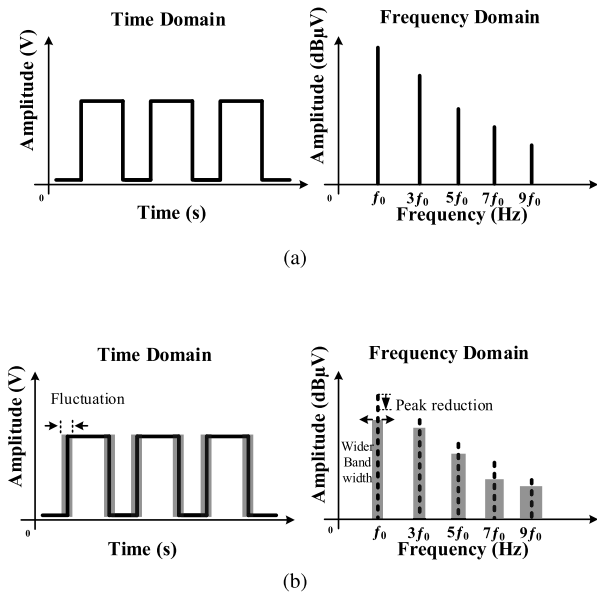 Time Domain
Frequency Domain
Amplitude (V)
Amplitude (dBμV)
0
0
f₀ 3f₀ 5f₀ 7f₀ 9f₀
Time (s)
Frequency (Hz)
(a)
Time Domain
Frequency Domain
Amplitude (V)
Amplitude (dBμV)
Fluctuation
Peak reduction
Wider
Band
width
0
0
f₀ 3f₀ 5f₀ 7f₀ 9f₀
Time (s)
Frequency (Hz)
(b)